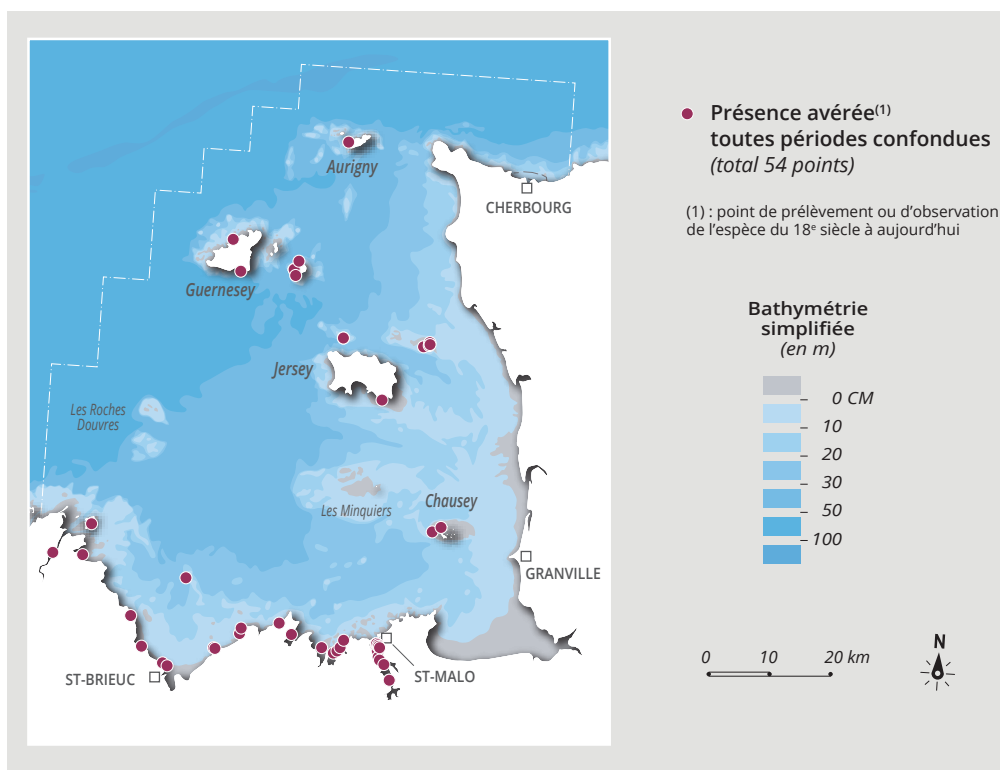 Aurigny
CHERBOURG
Guernesey
Jersey
Les Roches
Douvres
Les Minquiers
Chausey
GRANVILLE
ST-BRIEUC
ST-MALO
Présence avérée(1)
toutes périodes confondues
(total 54 points)
(1) : point de prélèvement ou d'observation
de l'espèce du 18e siècle à aujourd'hui
Bathymétrie
simplifiée
(en m)
0 CM
10
20
30
50
100
0 10 20 km
N